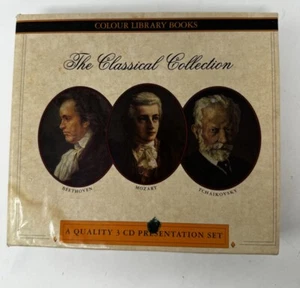 COLOUR LIBRARY BOOKS
The Classical Collection
BEETHOVEN
MOZART
TCHAIKOVSKY
A QUALITY 3 CD PRESENTATION SET